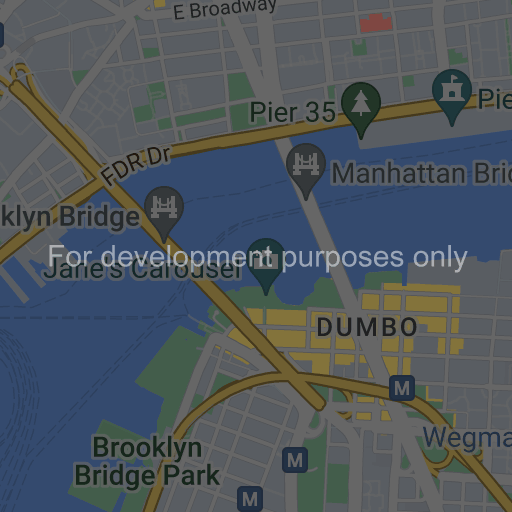 E Broadway
Pier 35
Pie
FDR Dr
Manhattan Brid
klyn Bridge
For development purposes only
Jane's Carousel
DUMBO
M
Wegma
Brooklyn
Bridge Park
M
M